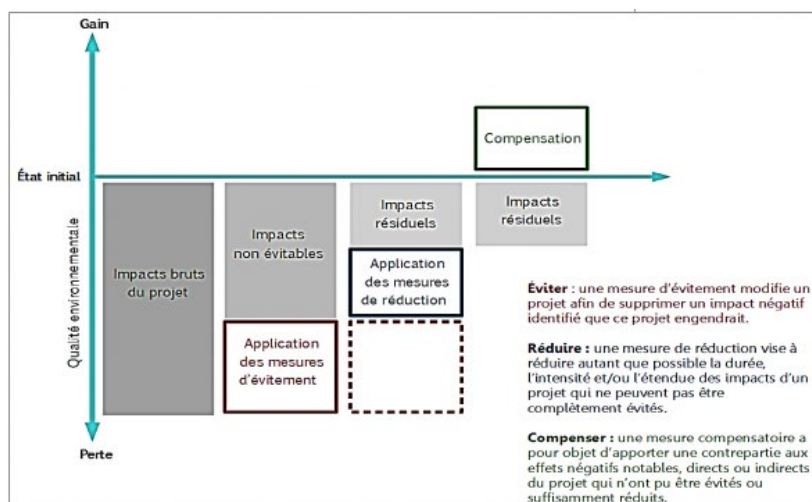 Gain
État initial
Qualité environnementale
Perte
Impacts bruts
du projet
Impacts
non évitables
Application
des mesures
d'évitement
Impacts
résiduels
Application
des mesures
de réduction
Compensation
Impacts
résiduels
Éviter : une mesure d'évitement modifie un
projet afin de supprimer un impact négatif
identifié que ce projet engendrait.
Réduire : une mesure de réduction vise à
réduire autant que possible la durée,
l'intensité et/ou l'étendue des impacts d'un
projet qui ne peuvent pas être
complètement évités.
Compenser : une mesure compensatoire a
pour objet d'apporter une contrepartie aux
effets négatifs notables, directs ou indirects
du projet qui n'ont pu être évités ou
suffisamment réduits.